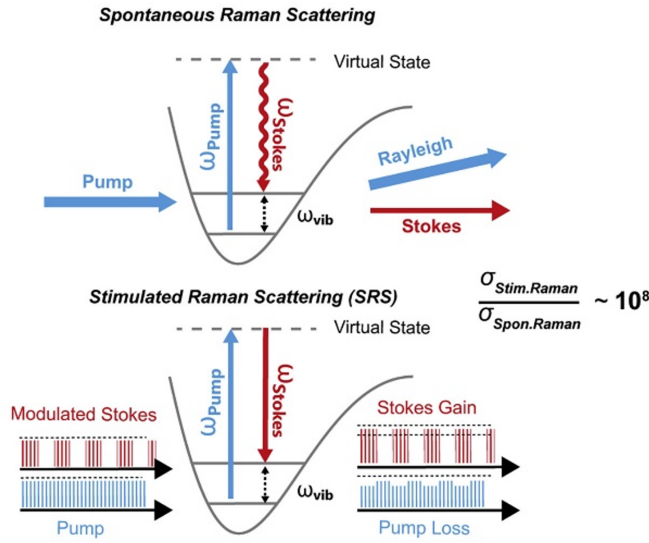 Spontaneous Raman Scattering
Virtual State
ωPump
ωStokes
Pump
Rayleigh
ωvib
Stokes
Stimulated Raman Scattering (SRS)
σStim.Raman
σSpon.Raman
~ 10⁸
Virtual State
ωPump
ωStokes
Modulated Stokes
Stokes Gain
ωvib
Pump
Pump Loss